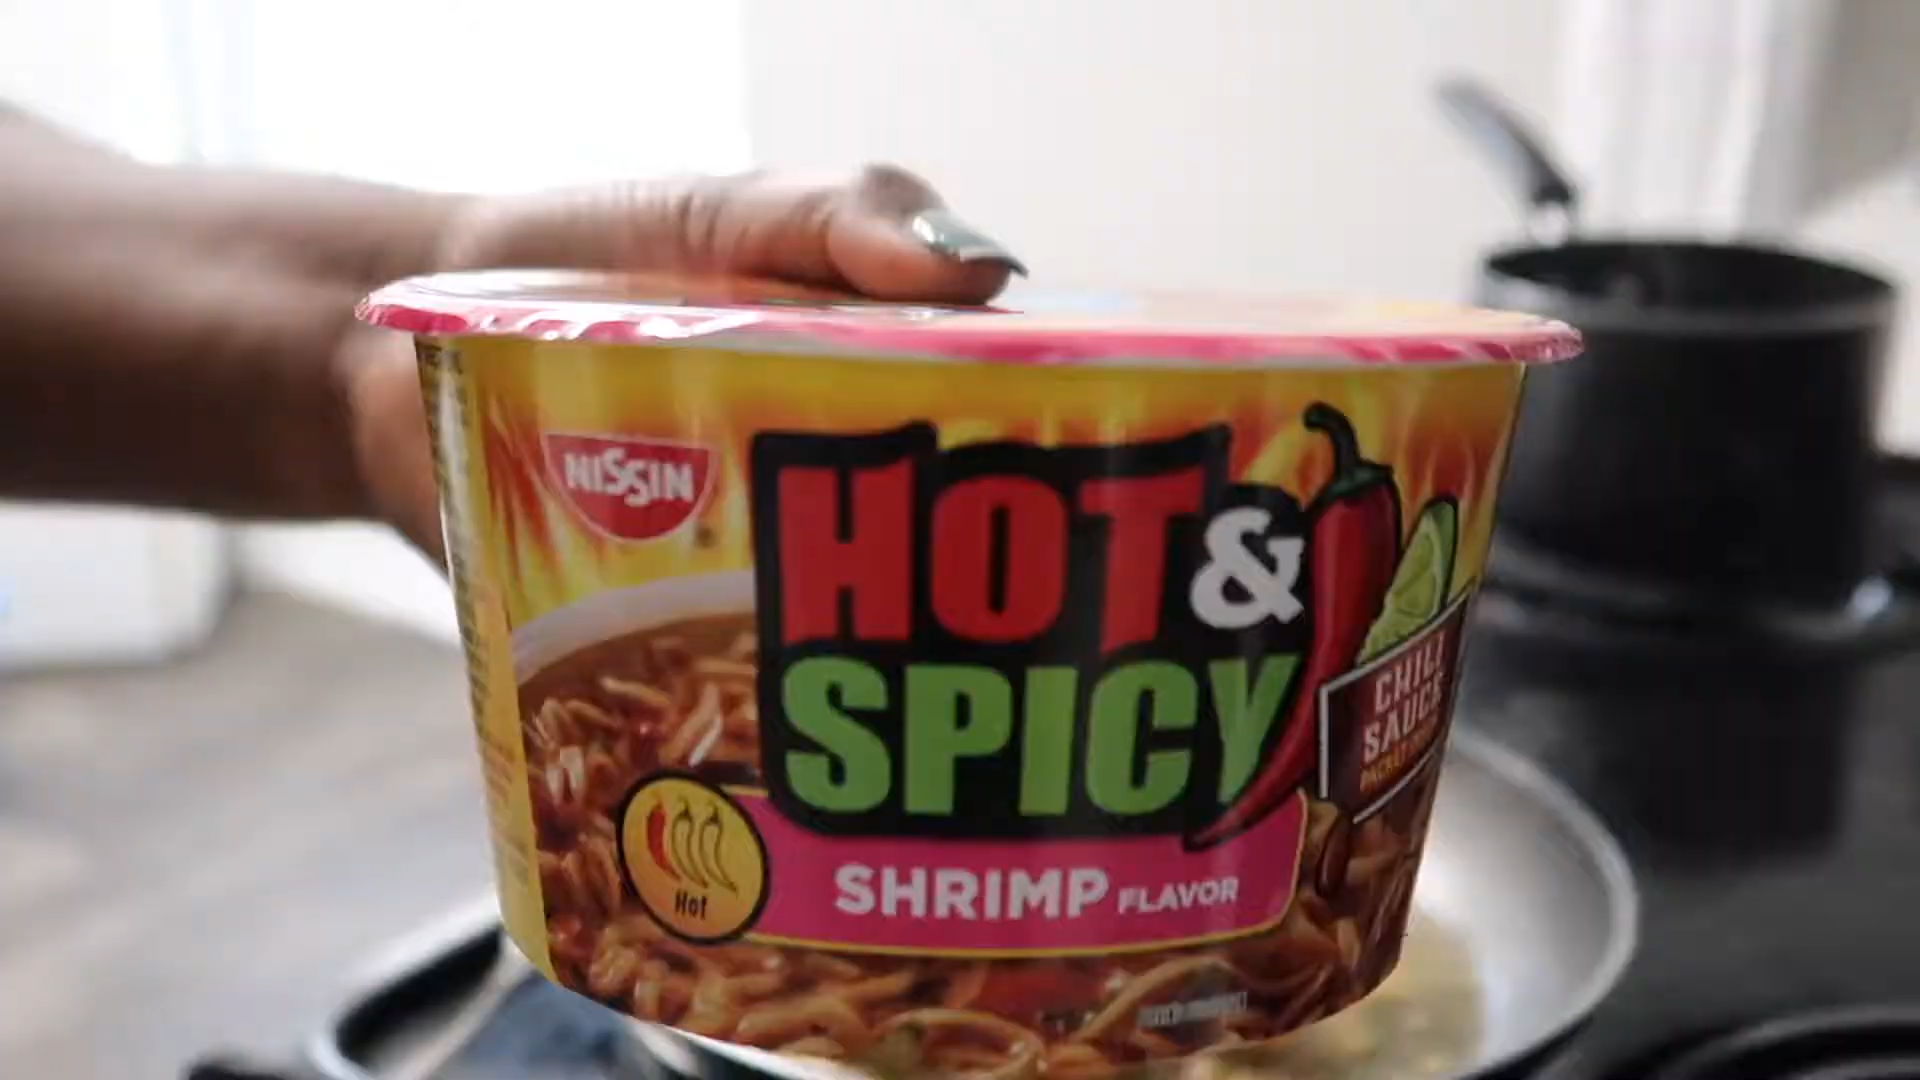 NISSIN
HOT &
SPICY
CHILI
SAUCE
Hot
SHRIMP FLAVOR